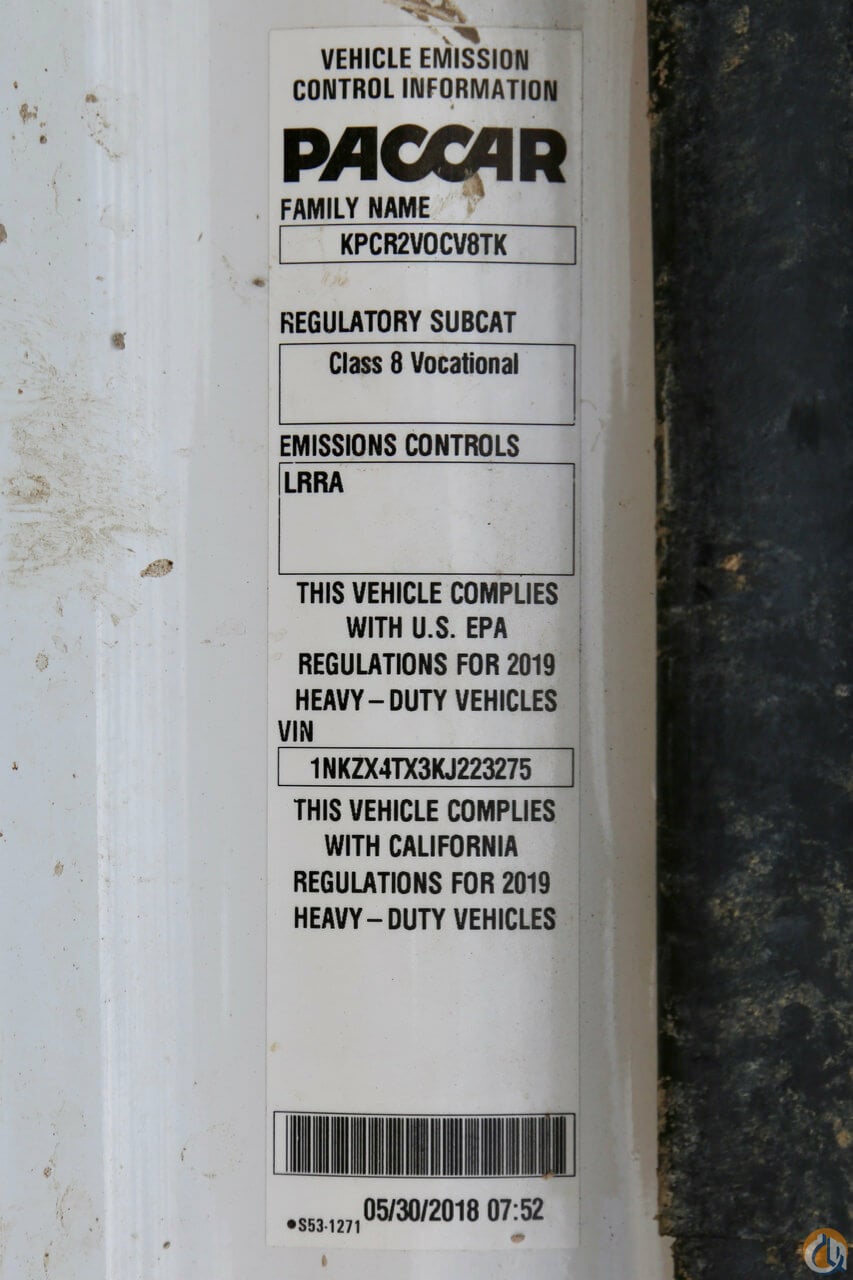 VEHICLE EMISSION
CONTROL INFORMATION
PACCAR
FAMILY NAME
KPCR2VOCV8TK
REGULATORY SUBCAT
Class 8 Vocational
EMISSIONS CONTROLS
LRRA
THIS VEHICLE COMPLIES
WITH U.S. EPA
REGULATIONS FOR 2019
HEAVY–DUTY VEHICLES
VIN
1NKZX4TX3KJ223275
THIS VEHICLE COMPLIES
WITH CALIFORNIA
REGULATIONS FOR 2019
HEAVY–DUTY VEHICLES
●S53-1271 05/30/2018 07:52